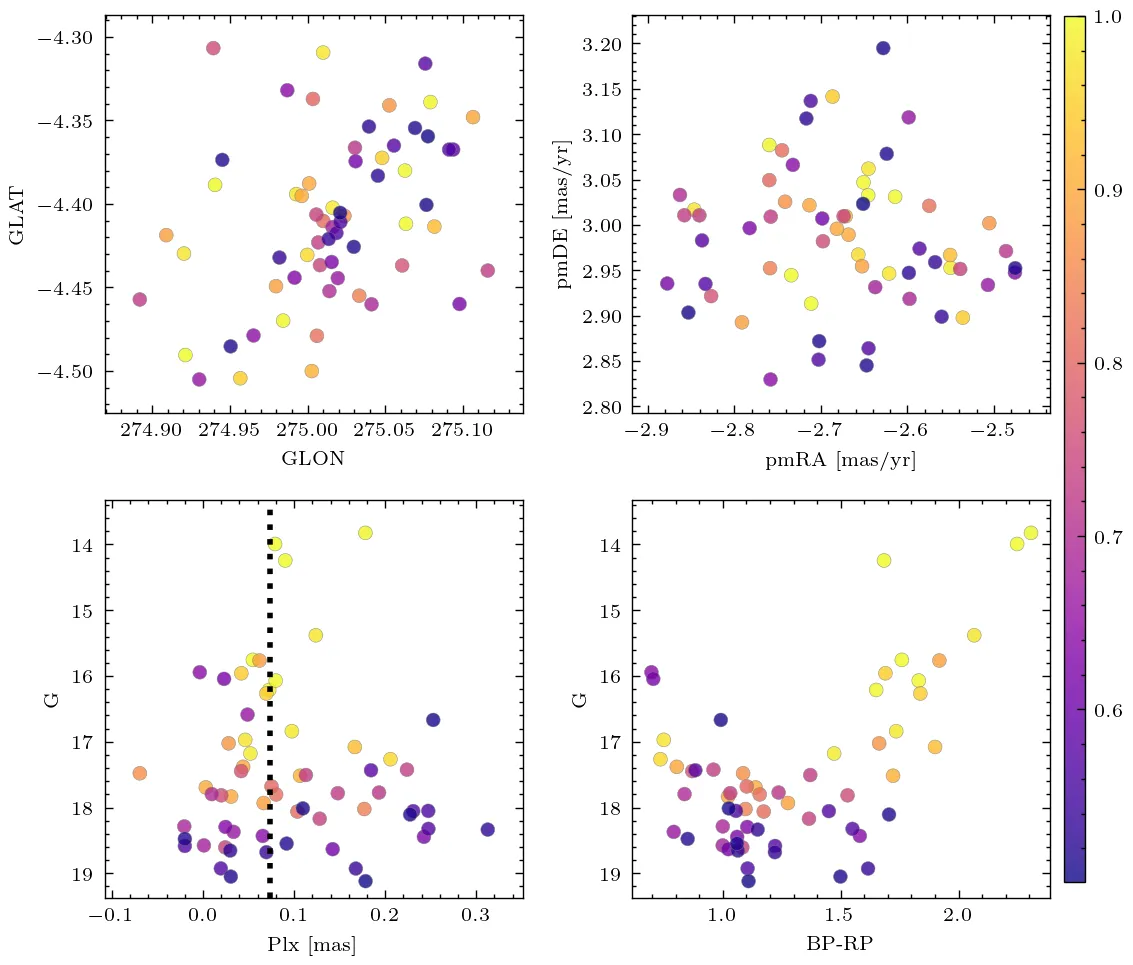 −4.30
−4.35
−4.40
−4.45
−4.50
GLAT
274.90 274.95 275.00 275.05 275.10
GLON
3.20
3.15
3.10
3.05
3.00
2.95
2.90
2.85
2.80
pmDE [mas/yr]
−2.9 −2.8 −2.7 −2.6 −2.5
pmRA [mas/yr]
1.0
0.9
0.8
0.7
0.6
14
15
16
17
18
19
G
−0.1 0.0 0.1 0.2 0.3
Plx [mas]
14
15
16
17
18
19
G
1.0 1.5 2.0
BP-RP